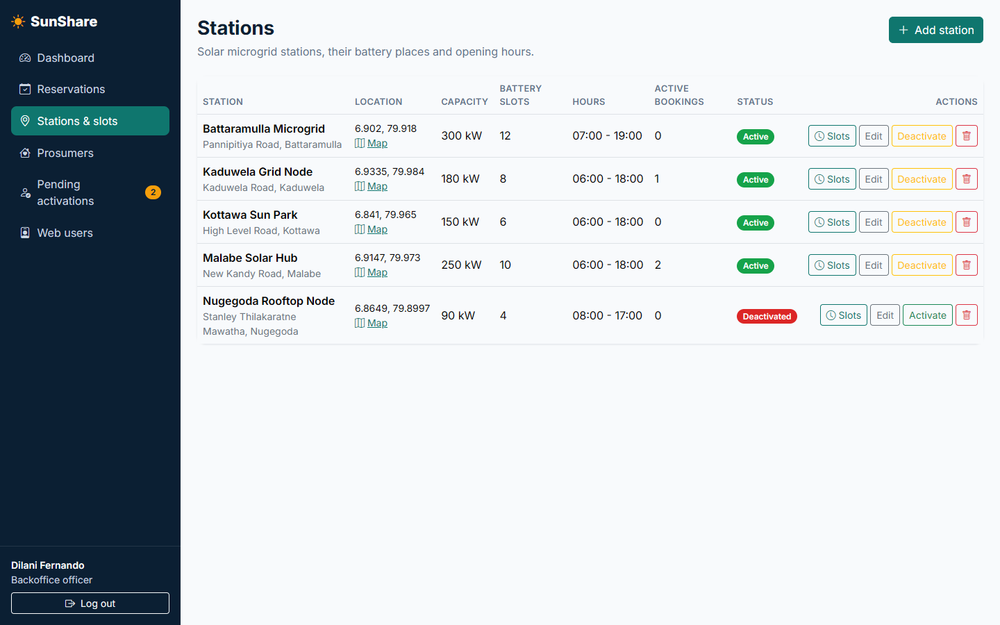 SunShare
Dashboard
Reservations
Stations & slots
Prosumers
Pending
activations
2
Web users
Dilani Fernando
Backoffice officer
Log out
Stations
Solar microgrid stations, their battery places and opening hours.
Add station
STATION LOCATION CAPACITY BATTERY SLOTS HOURS ACTIVE BOOKINGS STATUS ACTIONS
Battaramulla Microgrid 6.902, 79.918 300 kW 12 07:00 - 19:00 0 Active Slots Edit Deactivate
Pannipitiya Road, Battaramulla Map
Kaduwela Grid Node 6.9335, 79.984 180 kW 8 06:00 - 18:00 1 Active Slots Edit Deactivate
Kaduwela Road, Kaduwela Map
Kottawa Sun Park 6.841, 79.965 150 kW 6 06:00 - 18:00 0 Active Slots Edit Deactivate
High Level Road, Kottawa Map
Malabe Solar Hub 6.9147, 79.973 250 kW 10 06:00 - 18:00 2 Active Slots Edit Deactivate
New Kandy Road, Malabe Map
Nugegoda Rooftop Node 6.8649, 79.8997 90 kW 4 08:00 - 17:00 0 Deactivated Slots Edit Activate
Stanley Thilakaratne Map
Mawatha, Nugegoda